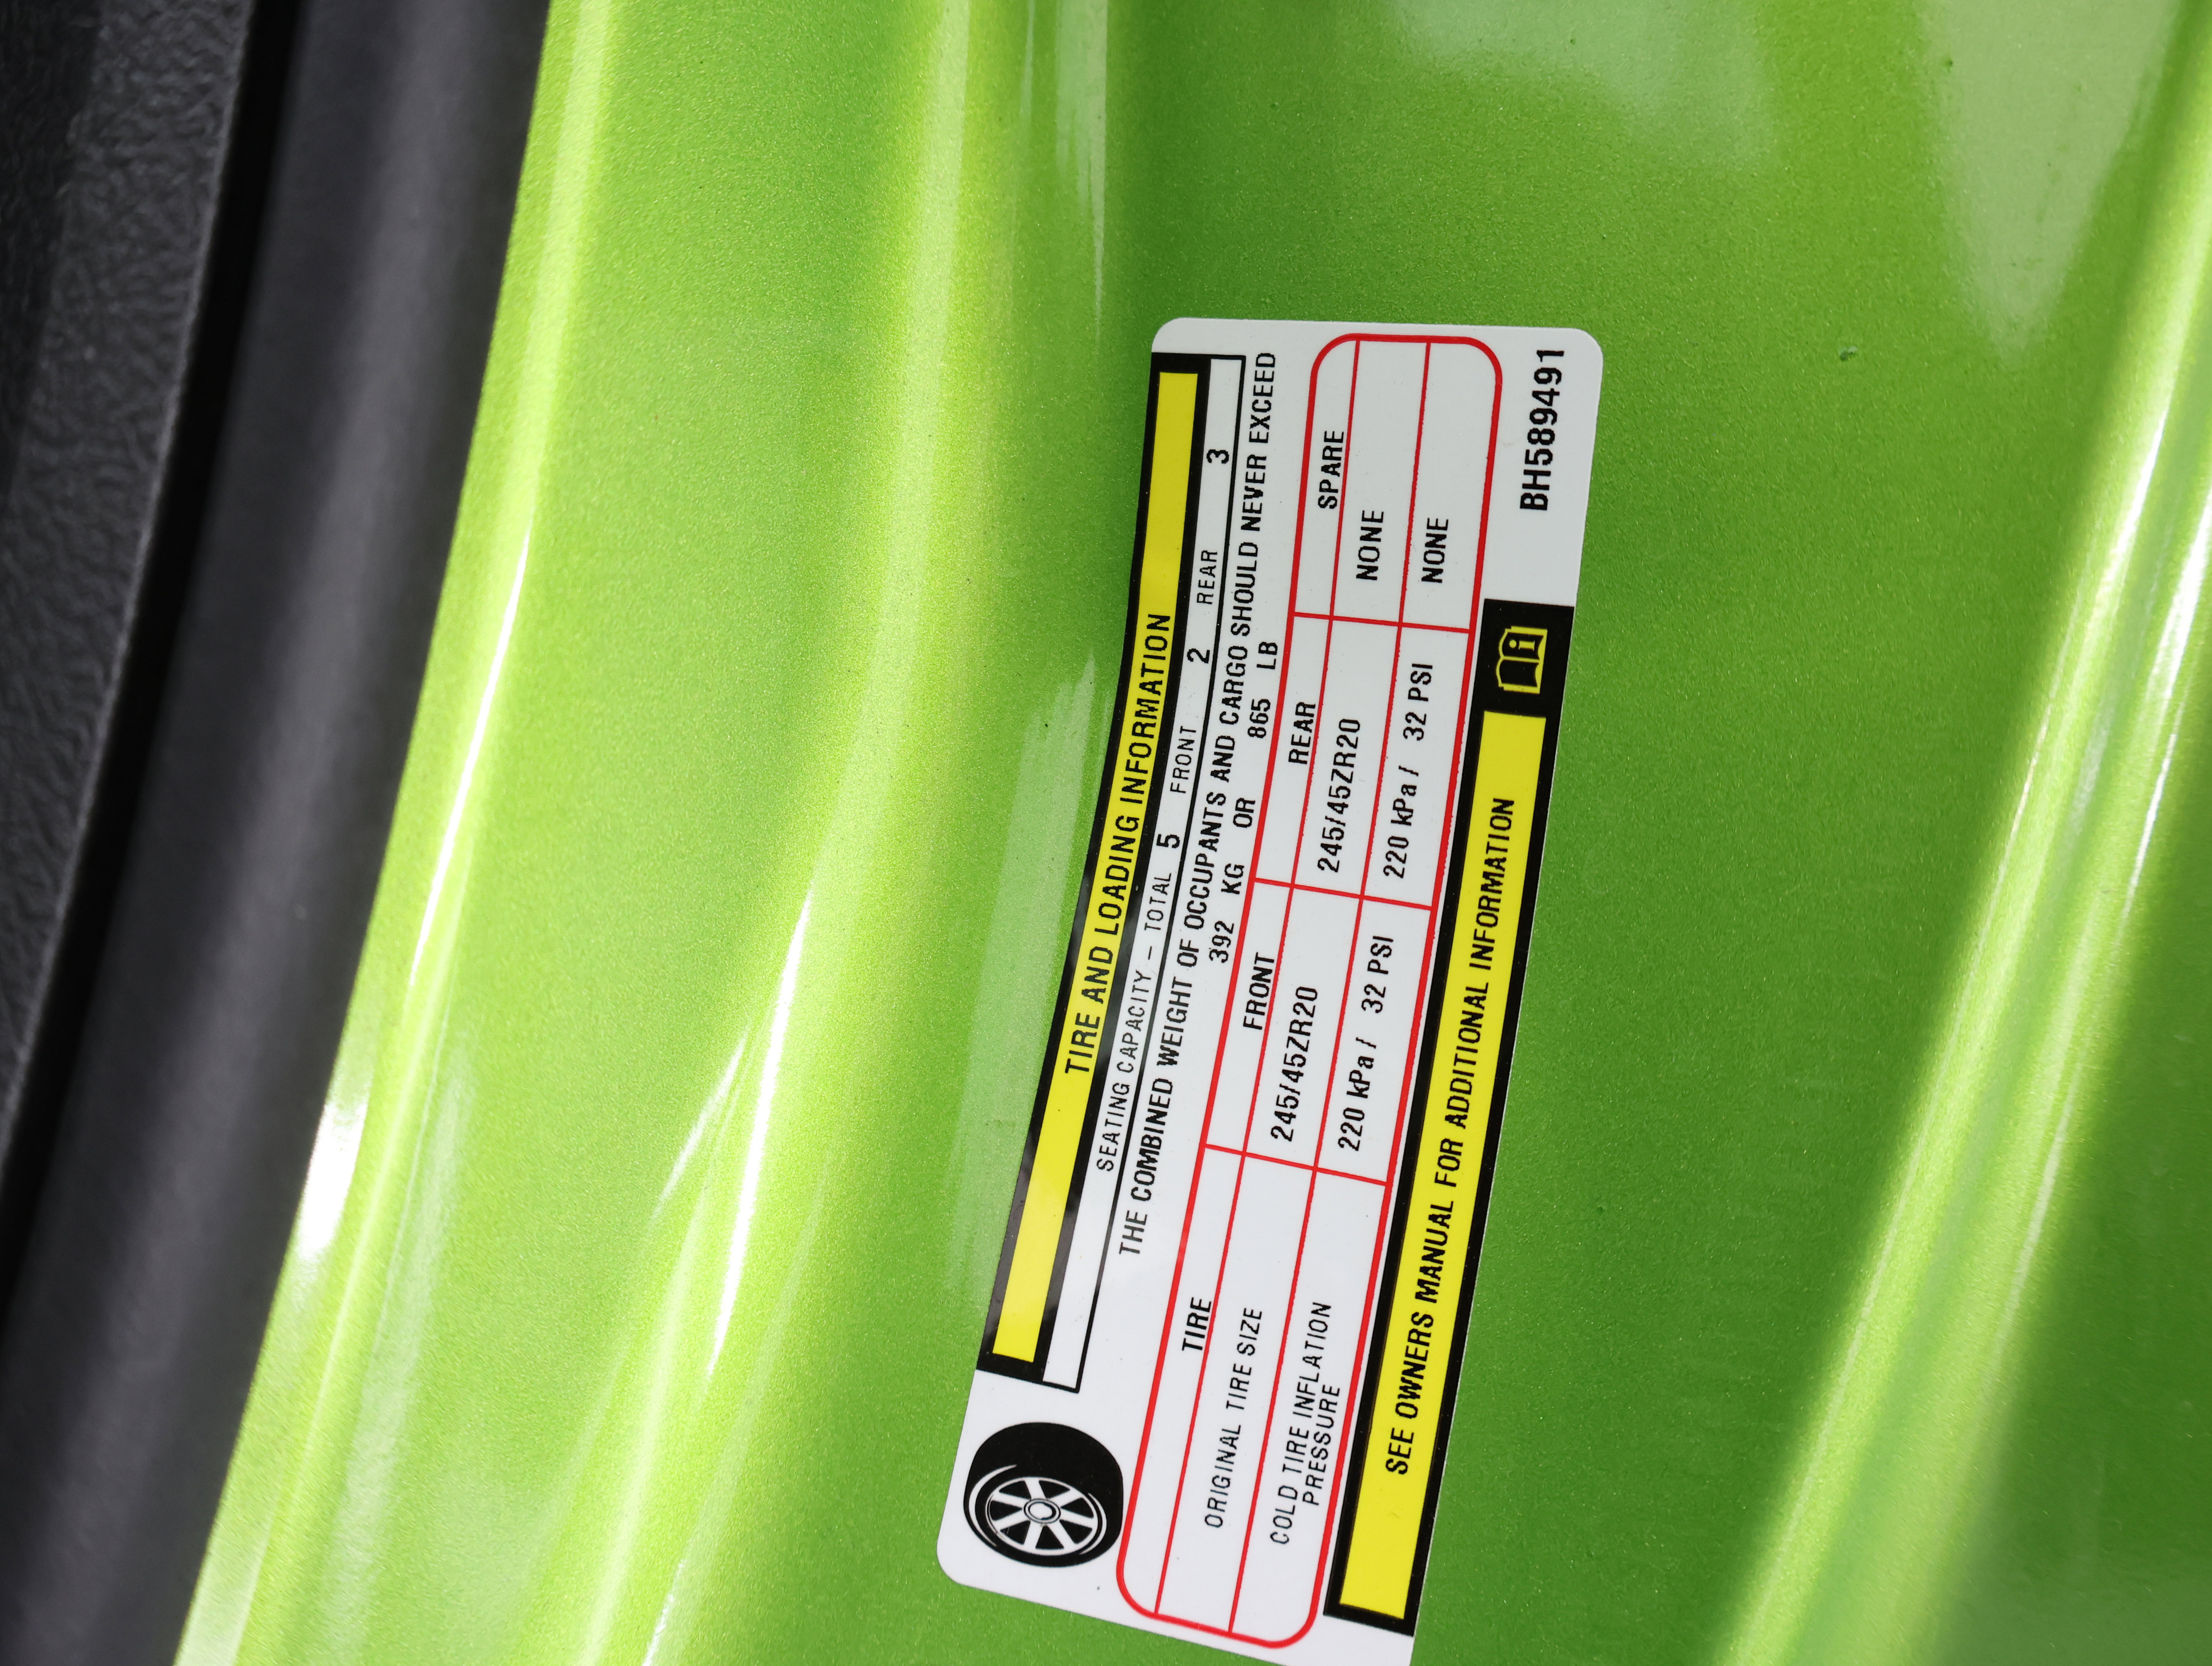 TIRE AND LOADING INFORMATION
SEATING CAPACITY – TOTAL 5 FRONT 2 REAR 3
THE COMBINED WEIGHT OF OCCUPANTS AND CARGO SHOULD NEVER EXCEED
392 KG OR 865 LB
TIRE FRONT REAR SPARE
ORIGINAL TIRE SIZE 245/45ZR20 245/45ZR20 NONE
COLD TIRE INFLATION PRESSURE 220 kPa / 32 PSI 220 kPa / 32 PSI NONE
SEE OWNERS MANUAL FOR ADDITIONAL INFORMATION
BH589491